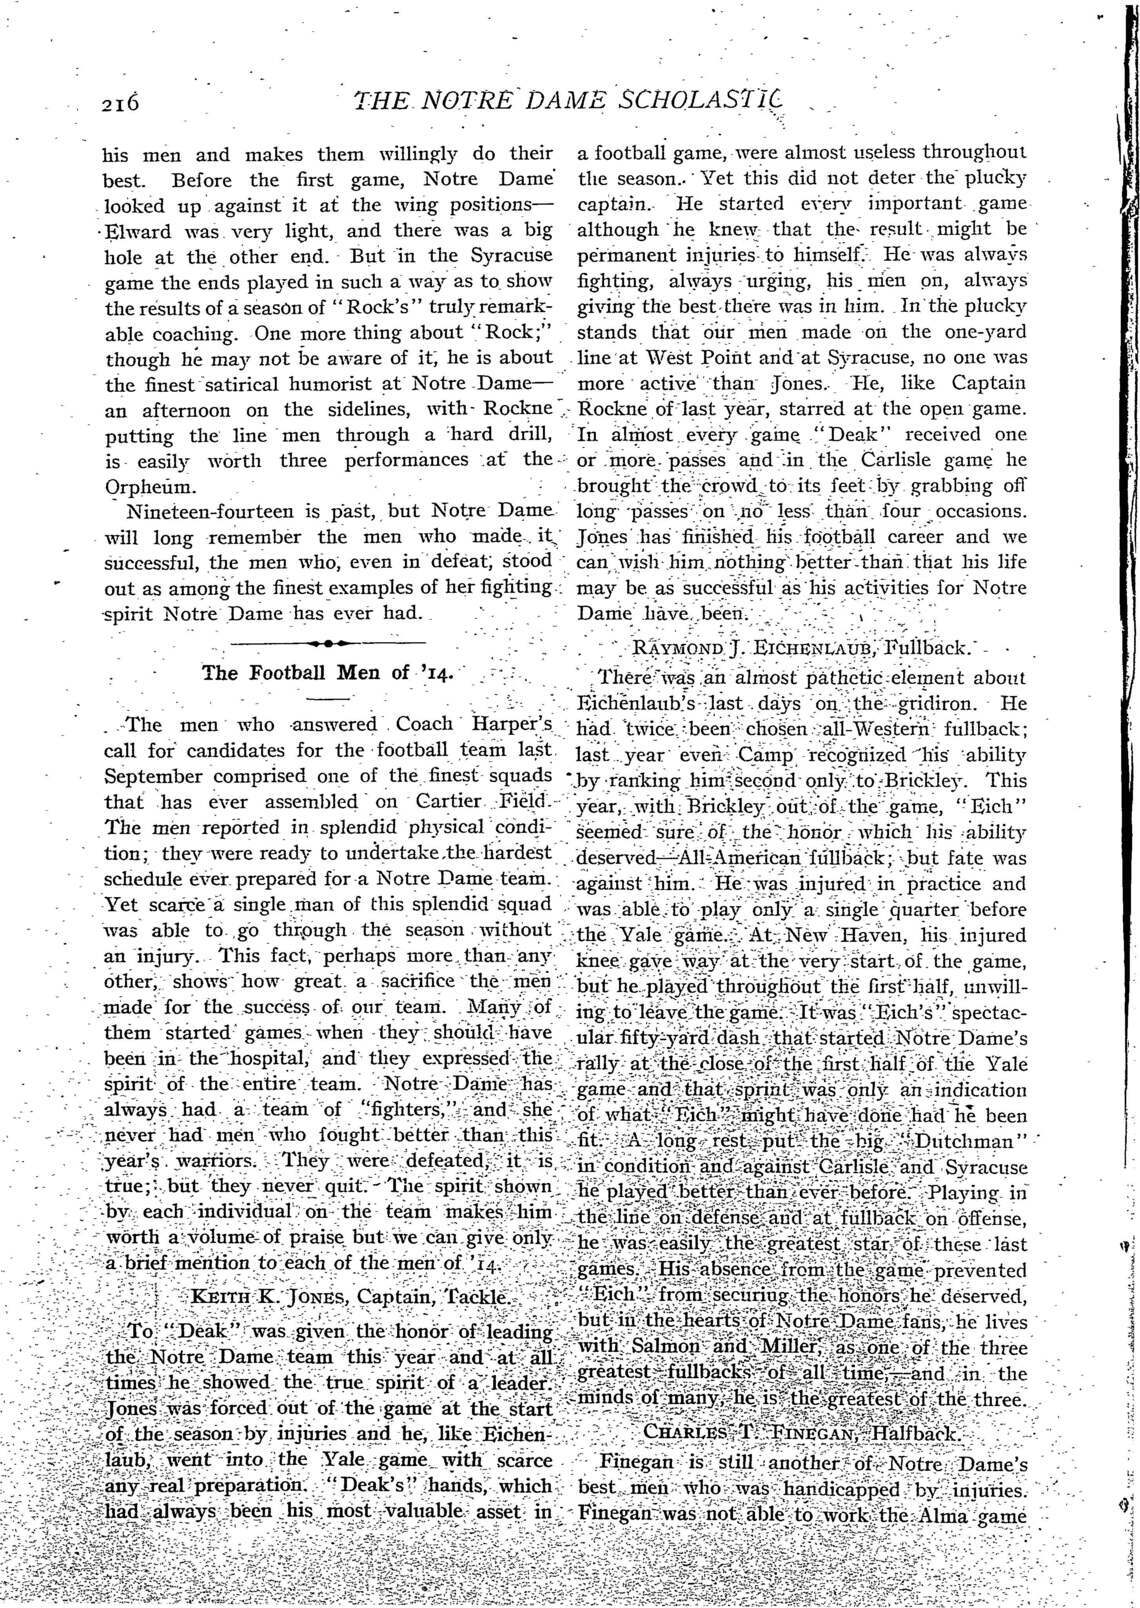 216
THE NOTRE DAME SCHOLASTIC
his men and makes them willingly do their
best. Before the first game, Notre Dame
looked up against it at the wing positions—
Elward was very light, and there was a big
hole at the other end. But in the Syracuse
game the ends played in such a way as to show
the results of a season of "Rock's" truly remark-
able coaching. One more thing about "Rock;"
though he may not be aware of it, he is about
the finest satirical humorist at Notre Dame—
an afternoon on the sidelines, with Rockne
putting the line men through a hard drill,
is easily worth three performances at the
Orpheum.
Nineteen-fourteen is past, but Notre Dame
will long remember the men who made it
successful, the men who, even in defeat, stood
out as among the finest examples of her fighting
spirit Notre Dame has ever had.
The Football Men of '14.
The men who answered Coach Harper's
call for candidates for the football team last
September comprised one of the finest squads
that has ever assembled on Cartier Field.
The men reported in splendid physical condi-
tion; they were ready to undertake the hardest
schedule ever prepared for a Notre Dame team.
Yet scarce a single man of this splendid squad
was able to go through the season without
an injury. This fact, perhaps more than any
other, shows how great a sacrifice the men
made for the success of our team. Many of
them started games when they should have
been in the hospital, and they expressed the
spirit of the entire team. Notre Dame has
always had a team of "fighters," and she
never had men who fought better than this
year's warriors. They were defeated, it is
true; but they never quit. The spirit shown
by each individual on the team makes him
worth a volume of praise but we can give only
a brief mention to each of the men of '14.
KEITH K. JONES, Captain, Tackle.
To "Deak" was given the honor of leading
the Notre Dame team this year and at all
times he showed the true spirit of a leader.
Jones was forced out of the game at the start
of the season by injuries and he, like Eichen-
laub, went into the Yale game with scarce
any real preparation. "Deak's" hands, which
had always been his most valuable asset in
a football game, were almost useless throughout
the season. Yet this did not deter the plucky
captain. He started every important game
although he knew that the result might be
permanent injuries to himself. He was always
fighting, always urging, his men on, always
giving the best there was in him. In the plucky
stands that our men made on the one-yard
line at West Point and at Syracuse, no one was
more active than Jones. He, like Captain
Rockne of last year, starred at the open game.
In almost every game "Deak" received one
or more passes and in the Carlisle game he
brought the crowd to its feet by grabbing off
long passes on no less than four occasions.
Jones has finished his football career and we
can wish him nothing better than that his life
may be as successful as his activities for Notre
Dame have been.
RAYMOND J. EICHENLAUB, Fullback.
There was an almost pathetic element about
Eichenlaub's last days on the gridiron. He
had twice been chosen all-Western fullback;
last year even Camp recognized his ability
by ranking him second only to Brickley. This
year, with Brickley out of the game, "Eich"
seemed sure of the honor which his ability
deserved—All-American fullback; but fate was
against him. He was injured in practice and
was able to play only a single quarter before
the Yale game. At New Haven, his injured
knee gave way at the very start of the game,
but he played throughout the first half, unwill-
ing to leave the game. It was "Eich's" spectac-
ular fifty-yard dash that started Notre Dame's
rally at the close of the first half of the Yale
game and that sprint was only an indication
of what "Eich" might have done had he been
fit. A long rest put the big "Dutchman"
in condition and against Carlisle and Syracuse
he played better than ever before. Playing in
the line on defense and at fullback on offense,
he was easily the greatest star of these last
games. His absence from the game prevented
"Eich" from securing the honors he deserved,
but in the hearts of Notre Dame fans, he lives
with Salmon and Miller, as one of the three
greatest fullbacks of all time,—and in the
minds of many, he is the greatest of the three.
CHARLES T. FINEGAN, Halfback.
Finegan is still another of Notre Dame's
best men who was handicapped by injuries.
Finegan was not able to work the Alma game